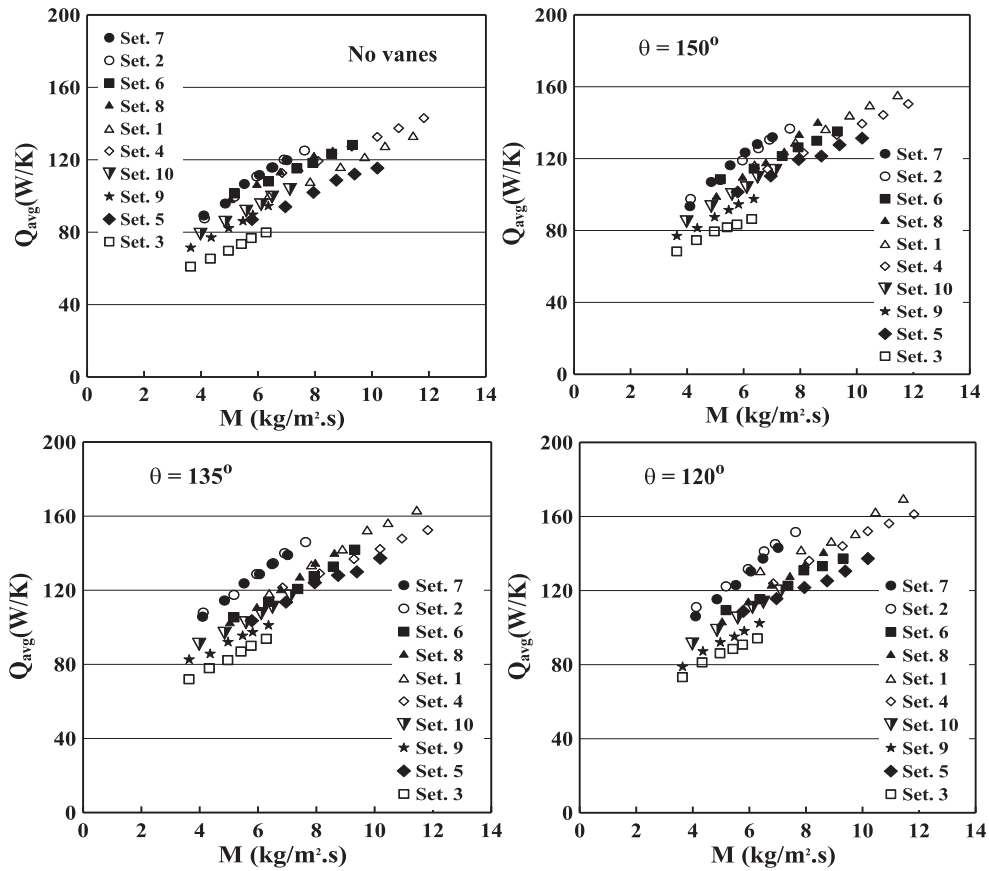 No vanes
Q_avg(W/K)
200
160
120
80
40
0
Set. 7
Set. 2
Set. 6
Set. 8
Set. 1
Set. 4
Set. 10
Set. 9
Set. 5
Set. 3
0 2 4 6 8 10 12 14
M (kg/m².s)
θ = 150°
Q_avg(W/K)
200
160
120
80
40
0
Set. 7
Set. 2
Set. 6
Set. 8
Set. 1
Set. 4
Set. 10
Set. 9
Set. 5
Set. 3
0 2 4 6 8 10 12 14
M (kg/m².s)
θ = 135°
Q_avg(W/K)
200
160
120
80
40
0
Set. 7
Set. 2
Set. 6
Set. 8
Set. 1
Set. 4
Set. 10
Set. 9
Set. 5
Set. 3
0 2 4 6 8 10 12 14
M (kg/m².s)
θ = 120°
Q_avg(W/K)
200
160
120
80
40
0
Set. 7
Set. 2
Set. 6
Set. 8
Set. 1
Set. 4
Set. 10
Set. 9
Set. 5
Set. 3
0 2 4 6 8 10 12 14
M (kg/m².s)